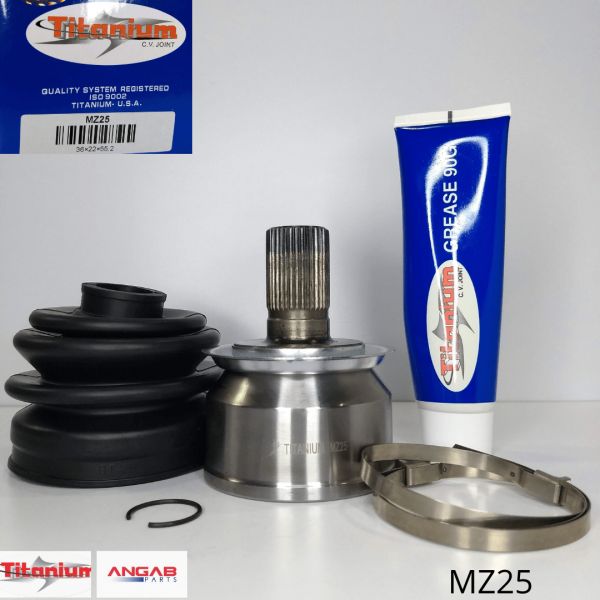 Titanium
C.V. JOINT
QUALITY SYSTEM REGISTERED
ISO 9002
TITANIUM- U.S.A.
MZ25
36×22×55,2
GREASE 90G
Titanium
C.V. JOINT
TITANIUM MZ25
Titanium
ANGAB
PARTS
MZ25